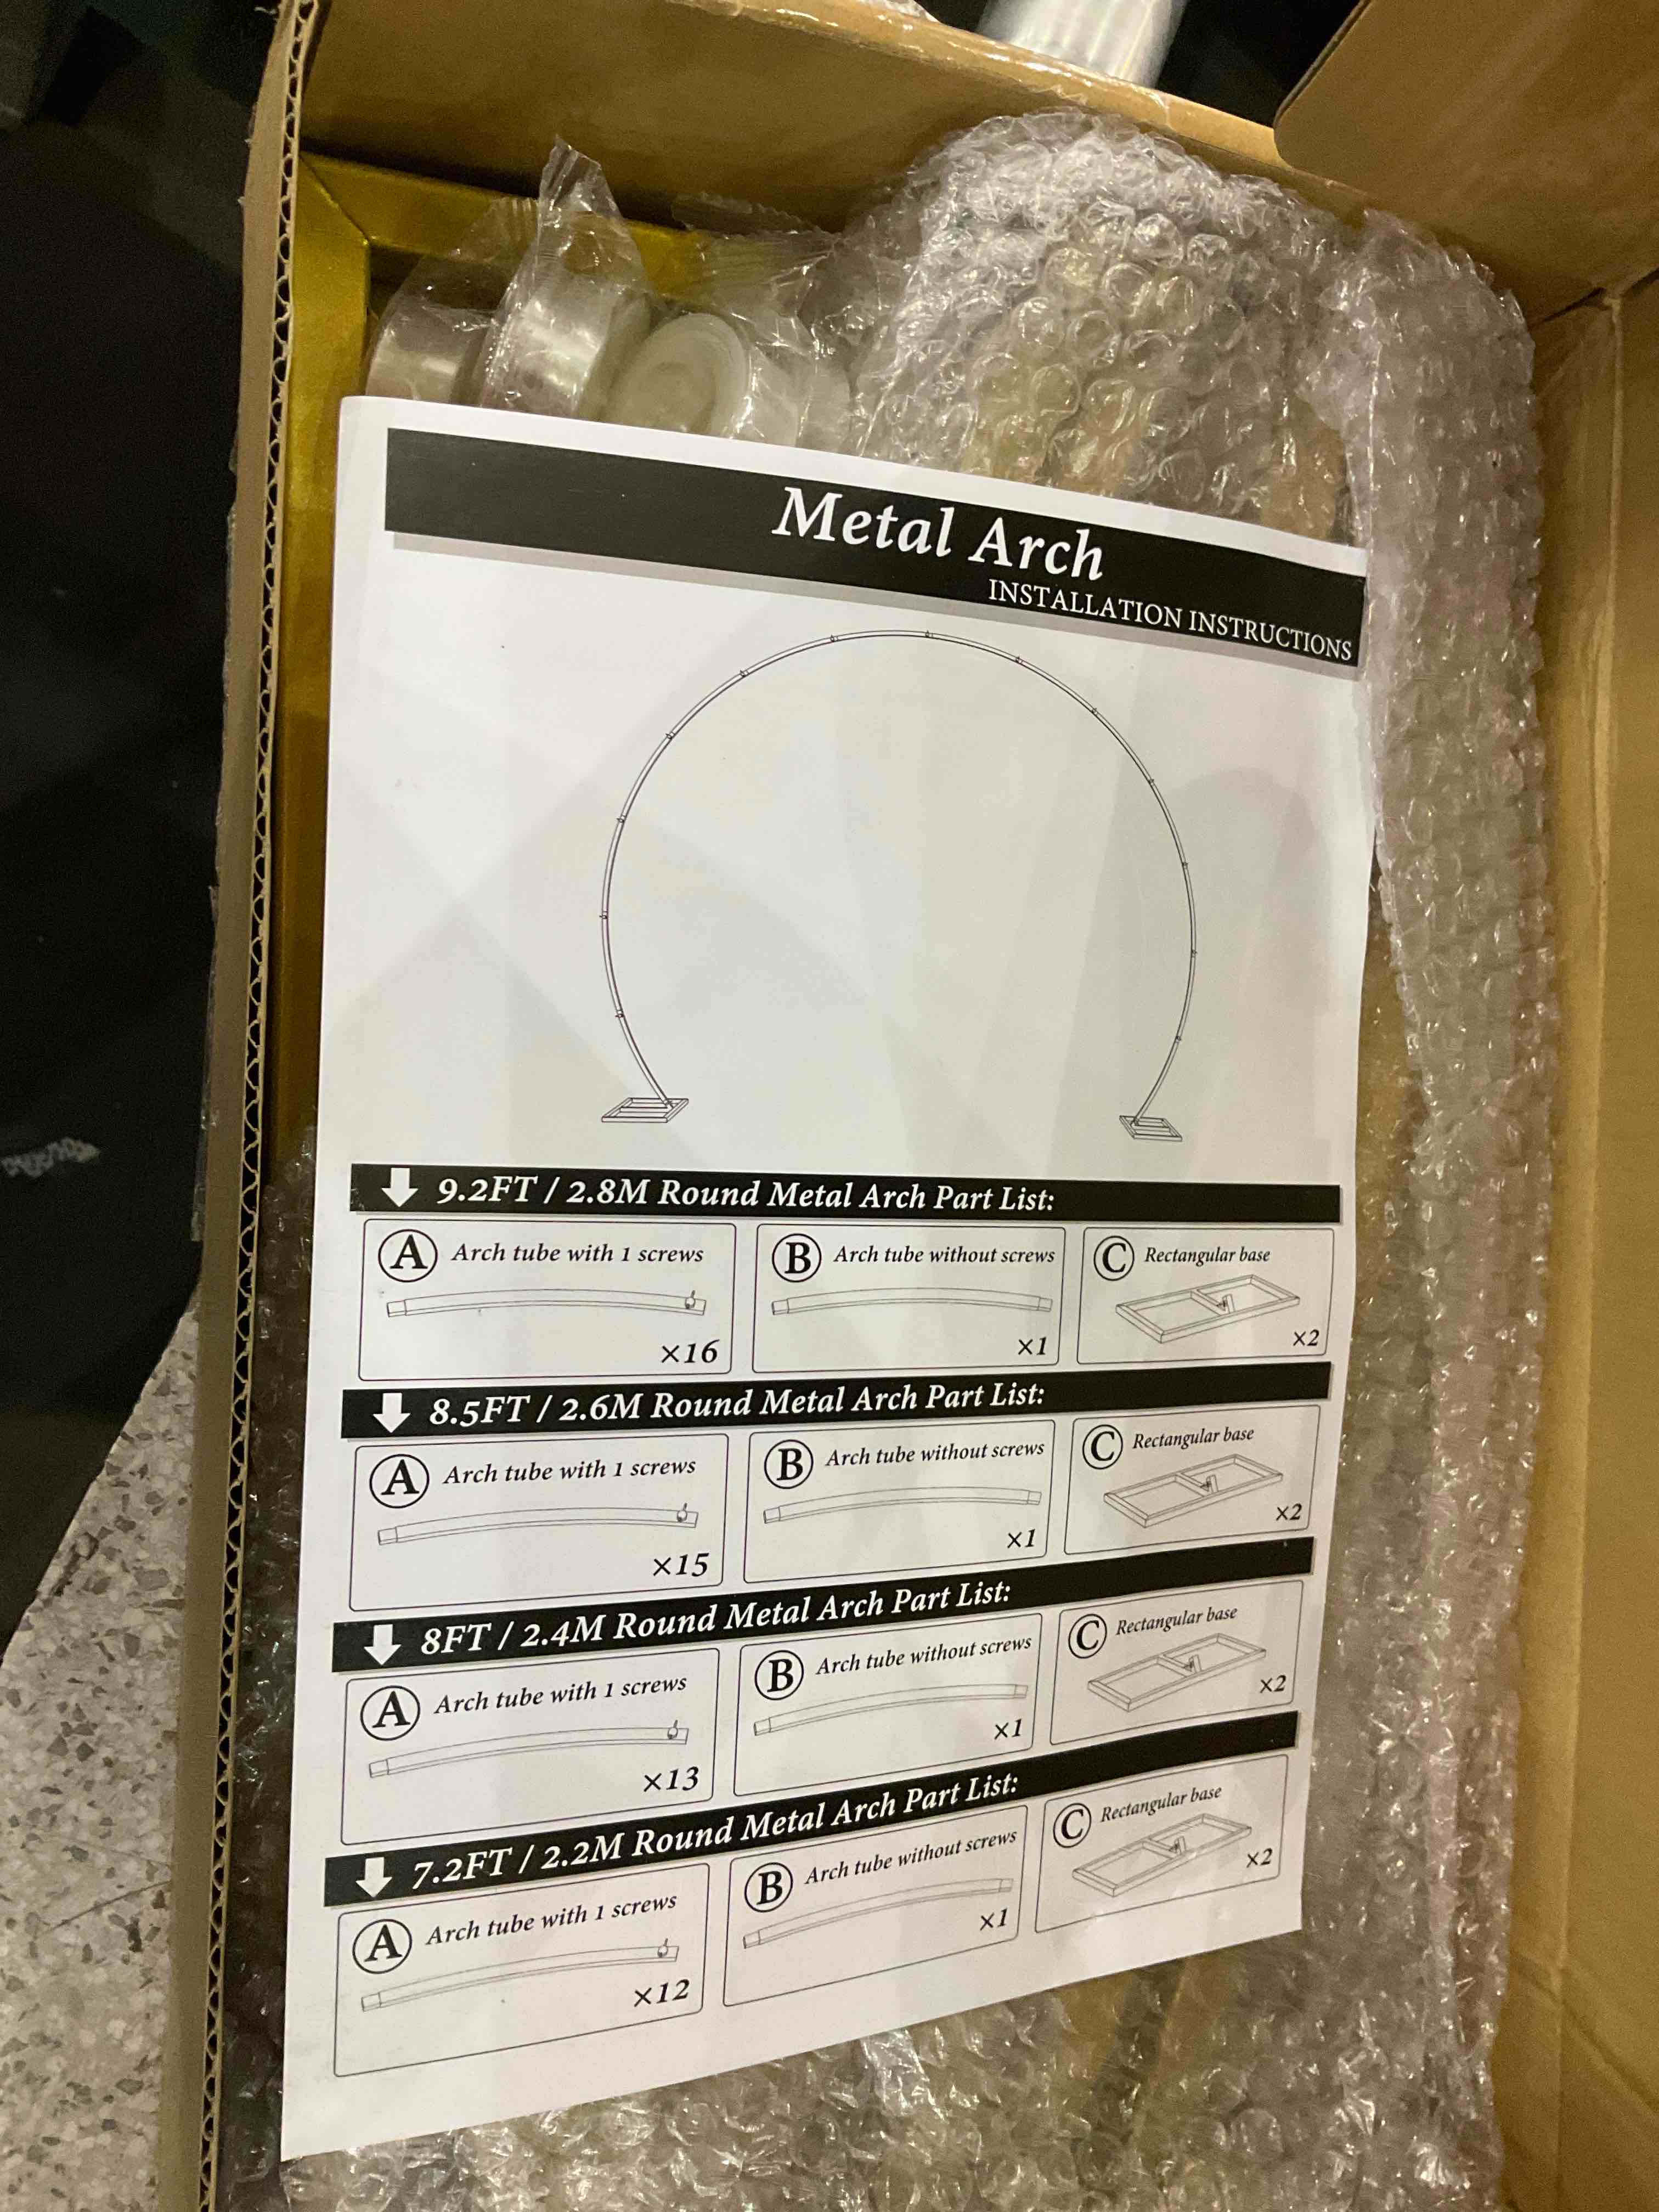 Metal Arch
INSTALLATION INSTRUCTIONS
9.2FT / 2.8M Round Metal Arch Part List:
A Arch tube with 1 screws
×16
B Arch tube without screws
×1
C Rectangular base
×2
8.5FT / 2.6M Round Metal Arch Part List:
A Arch tube with 1 screws
×15
B Arch tube without screws
×1
C Rectangular base
×2
8FT / 2.4M Round Metal Arch Part List:
A Arch tube with 1 screws
×13
B Arch tube without screws
×1
C Rectangular base
×2
7.2FT / 2.2M Round Metal Arch Part List:
A Arch tube with 1 screws
×12
B Arch tube without screws
×1
C Rectangular base
×2